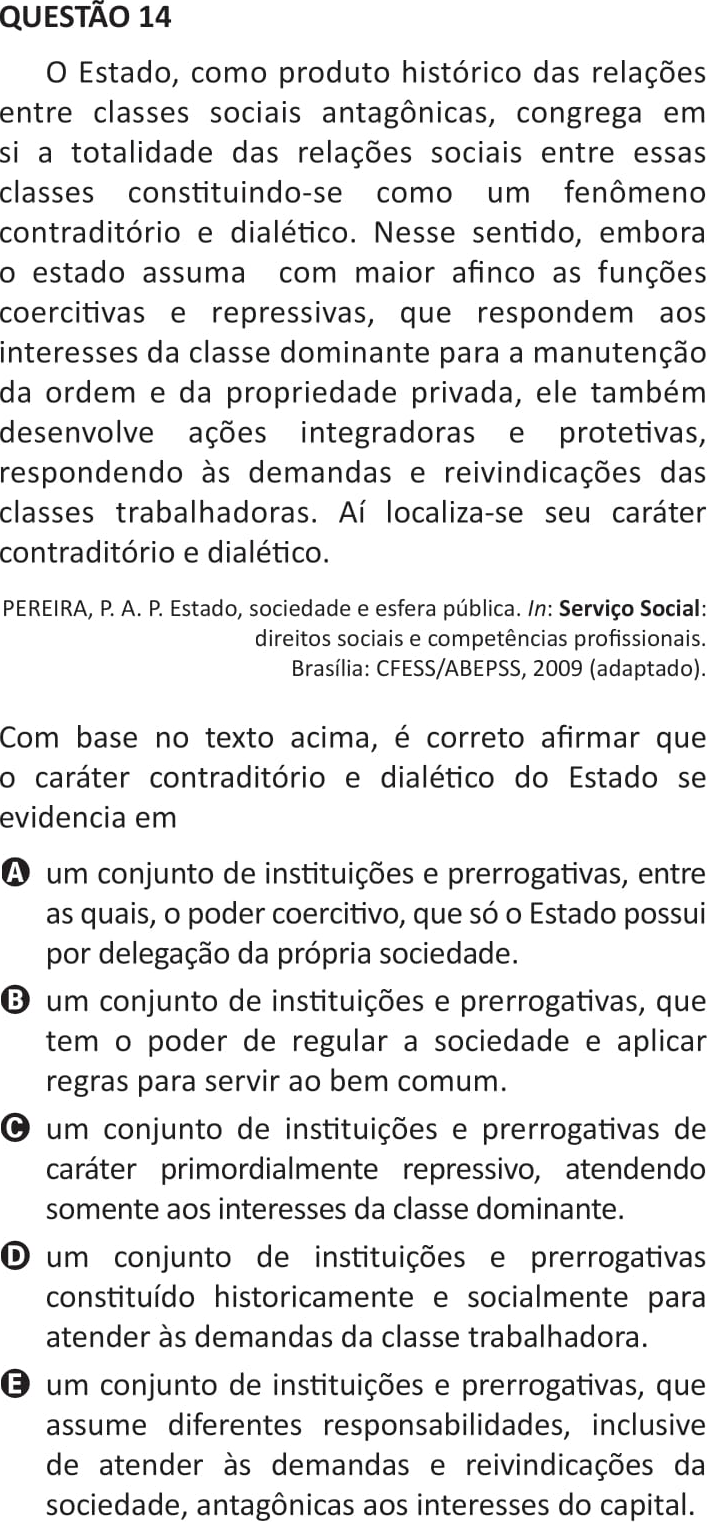 QUESTÃO 14
O Estado, como produto histórico das relações
entre classes sociais antagônicas, congrega em
si a totalidade das relações sociais entre essas
classes constituindo-se como um fenômeno
contraditório e dialético. Nesse sentido, embora
o estado assuma com maior afinco as funções
coercitivas e repressivas, que respondem aos
interesses da classe dominante para a manutenção
da ordem e da propriedade privada, ele também
desenvolve ações integradoras e protetivas,
respondendo às demandas e reivindicações das
classes trabalhadoras. Aí localiza-se seu caráter
contraditório e dialético.
PEREIRA, P. A. P. Estado, sociedade e esfera pública. In: Serviço Social:
direitos sociais e competências profissionais.
Brasília: CFESS/ABEPSS, 2009 (adaptado).
Com base no texto acima, é correto afirmar que
o caráter contraditório e dialético do Estado se
evidencia em
A um conjunto de instituições e prerrogativas, entre
as quais, o poder coercitivo, que só o Estado possui
por delegação da própria sociedade.
B um conjunto de instituições e prerrogativas, que
tem o poder de regular a sociedade e aplicar
regras para servir ao bem comum.
C um conjunto de instituições e prerrogativas de
caráter primordialmente repressivo, atendendo
somente aos interesses da classe dominante.
D um conjunto de instituições e prerrogativas
constituído historicamente e socialmente para
atender às demandas da classe trabalhadora.
E um conjunto de instituições e prerrogativas, que
assume diferentes responsabilidades, inclusive
de atender às demandas e reivindicações da
sociedade, antagônicas aos interesses do capital.